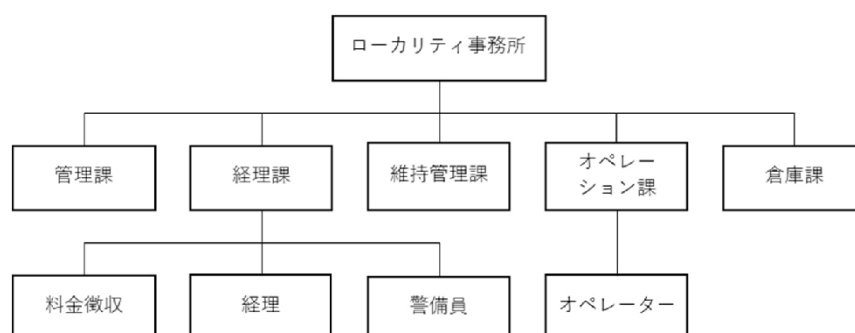 ローカリティ事務所
管理課
経理課
維持管理課
オペレー
ション課
倉庫課
料金徴収
経理
警備員
オペレーター